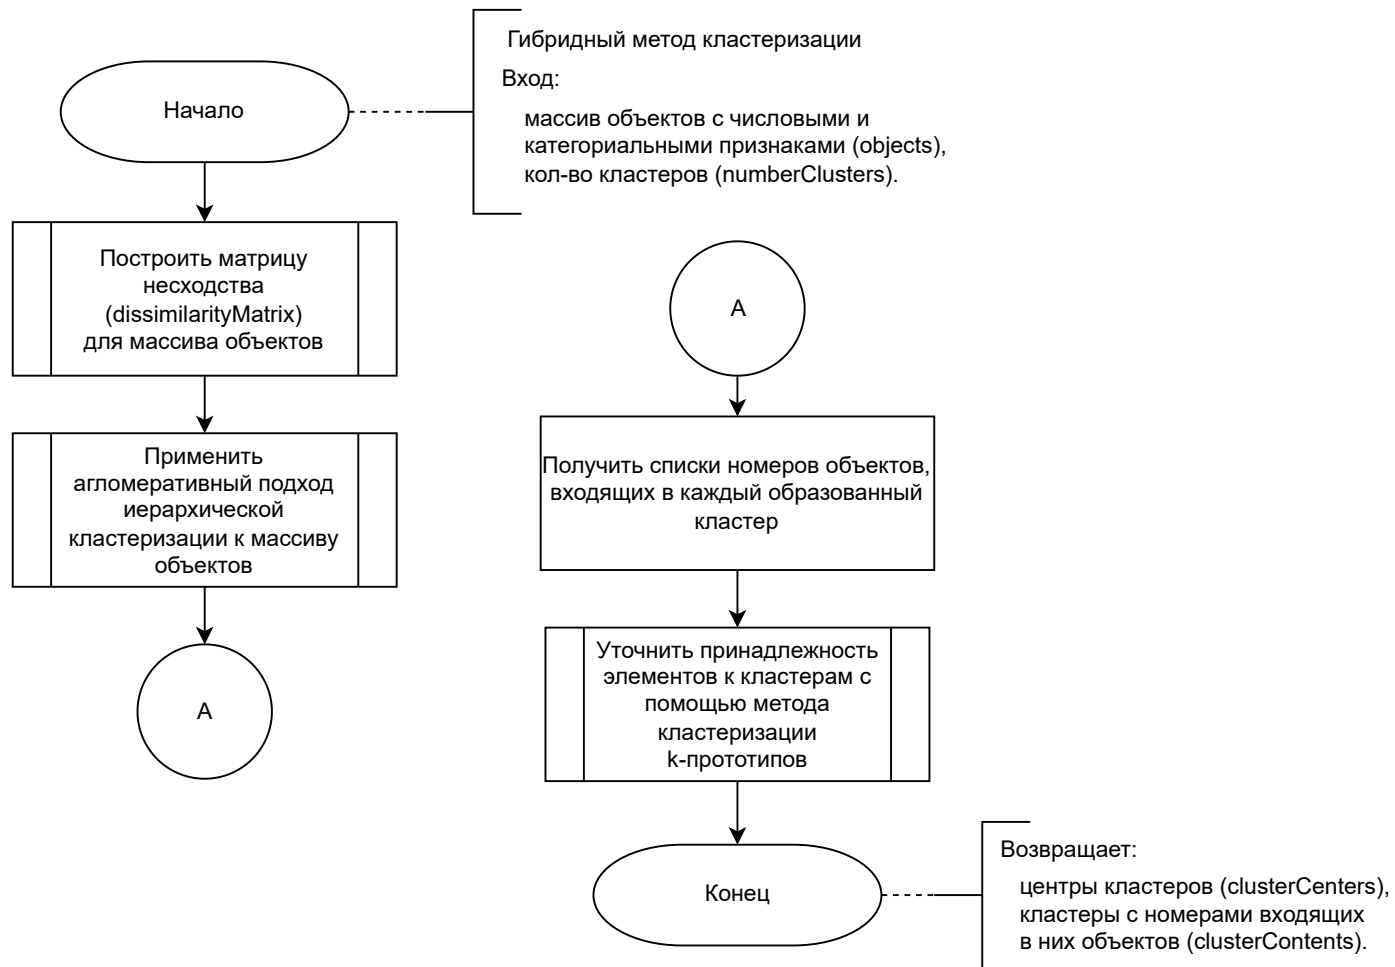 Гибридный метод кластеризации
Вход:
массив объектов с числовыми и
категориальными признаками (objects),
кол-во кластеров (numberClusters).
Начало
Построить матрицу
несходства
(dissimilarityMatrix)
для массива объектов
Применить
агломеративный подход
иерархической
кластеризации к массиву
объектов
А
А
Получить списки номеров объектов,
входящих в каждый образованный
кластер
Уточнить принадлежность
элементов к кластерам с
помощью метода
кластеризации
k-прототипов
Конец
Возвращает:
центры кластеров (clusterCenters),
кластеры с номерами входящих
в них объектов (clusterContents).